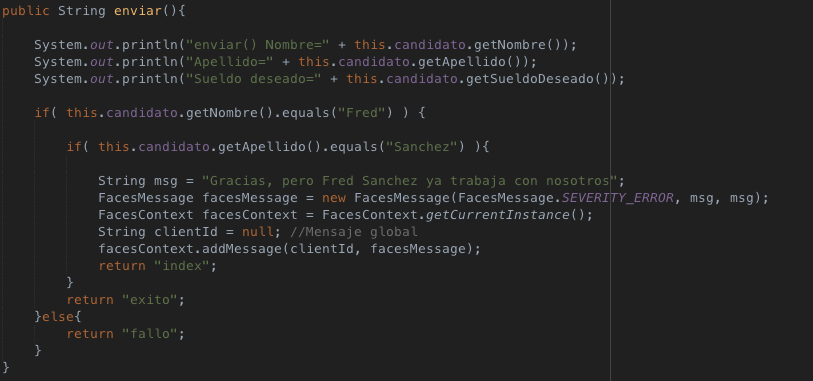 public String enviar(){
System.out.println("enviar() Nombre=" + this.candidato.getNombre());
System.out.println("Apellido=" + this.candidato.getApellido());
System.out.println("Sueldo deseado=" + this.candidato.getSueldoDeseado());
if( this.candidato.getNombre().equals("Fred") ) {
if( this.candidato.getApellido().equals("Sanchez") ){
String msg = "Gracias, pero Fred Sanchez ya trabaja con nosotros";
FacesMessage facesMessage = new FacesMessage(FacesMessage.SEVERITY_ERROR, msg, msg);
FacesContext facesContext = FacesContext.getCurrentInstance();
String clientId = null; //Mensaje global
facesContext.addMessage(clientId, facesMessage);
return "index";
}
return "exito";
}else{
return "fallo";
}
}